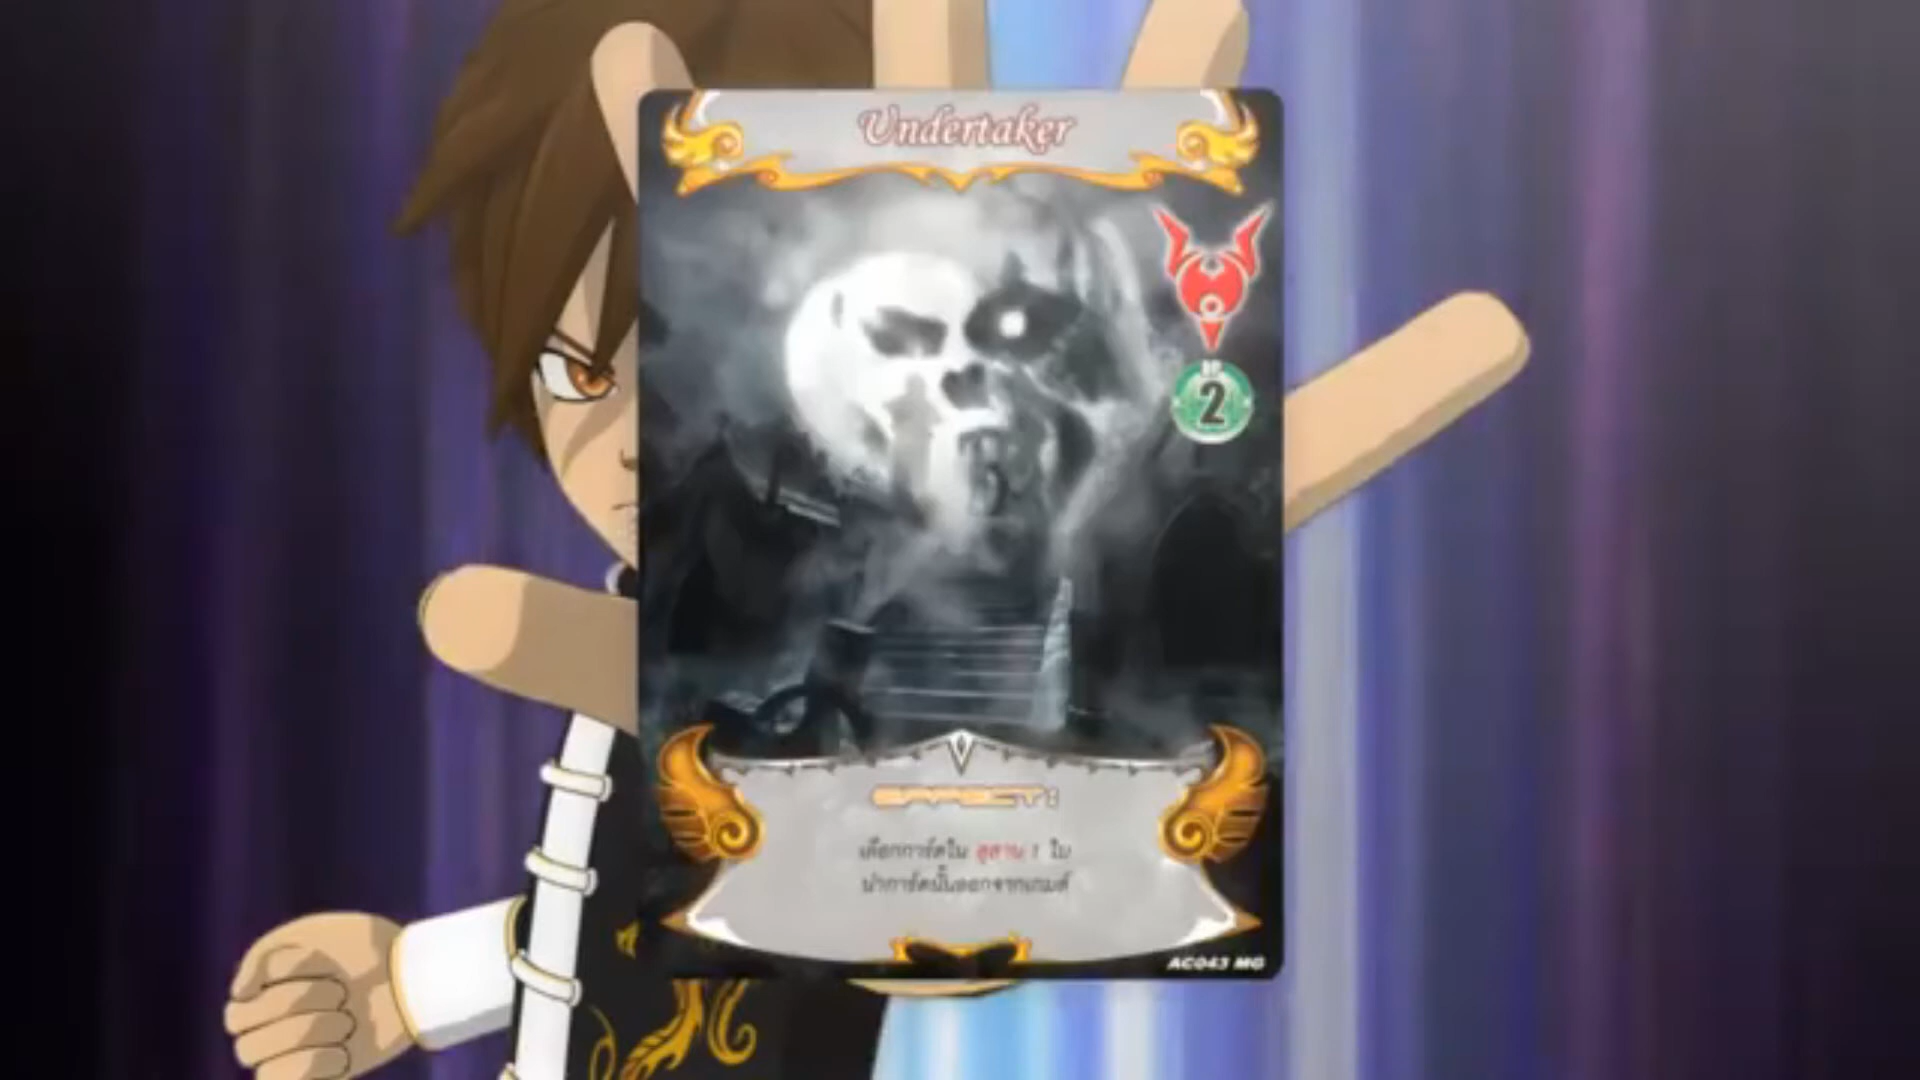 Undertaker
2
EFFECT:
เลือกการ์ดใน สุสาน 1 ใบ
นำการ์ดนั้นออกจากเกมส์
AC043 MG